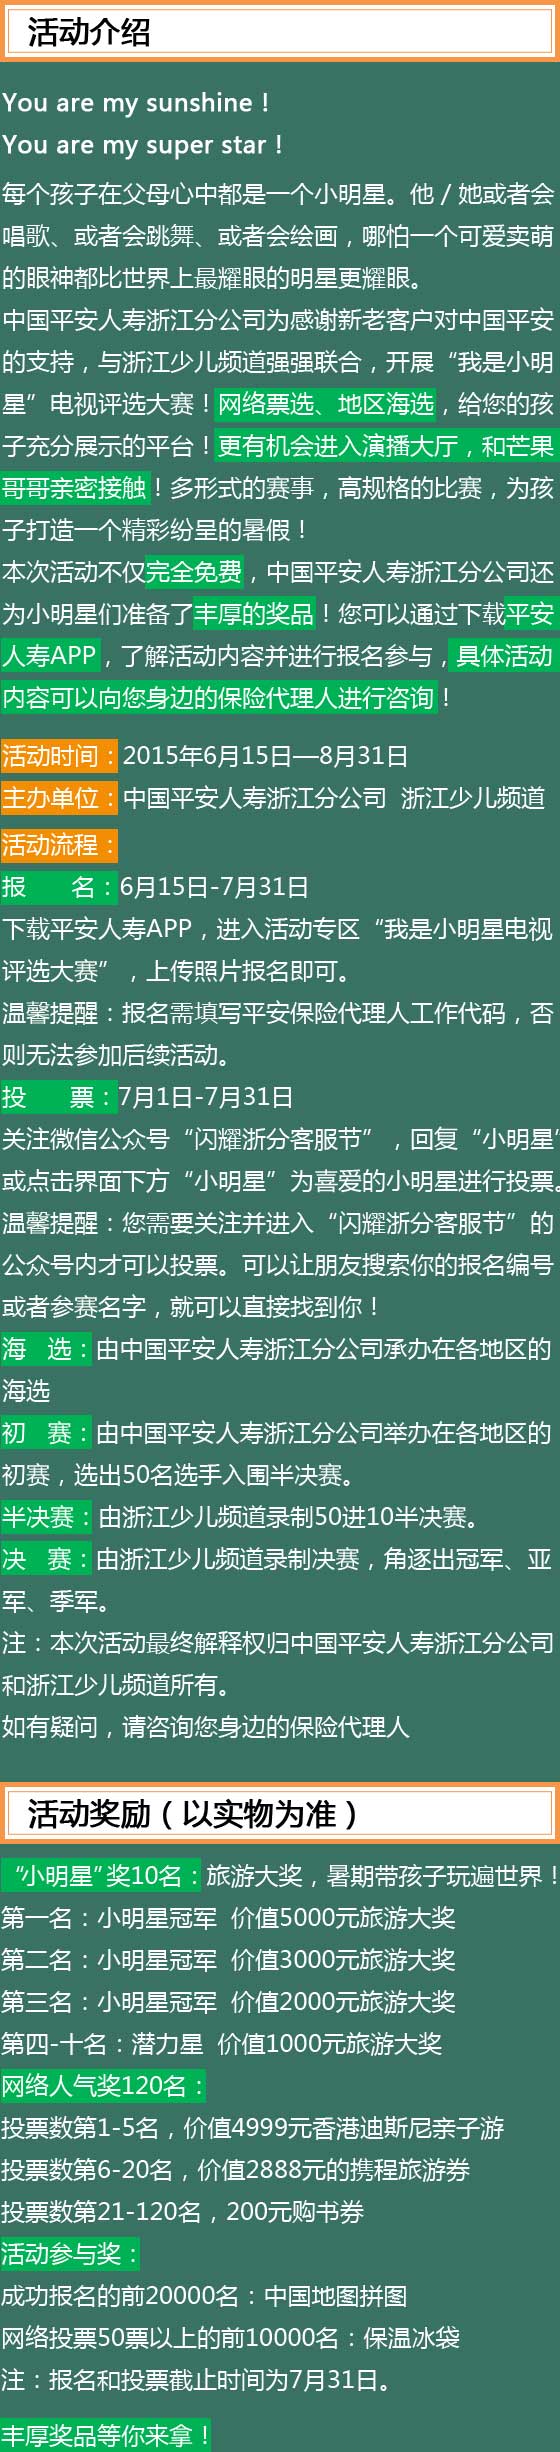 活动介绍
You are my sunshine！
You are my super star！
每个孩子在父母心中都是一个小明星。他／她或者会
唱歌、或者会跳舞、或者会绘画，哪怕一个可爱卖萌
的眼神都比世界上最耀眼的明星更耀眼。
中国平安人寿浙江分公司为感谢新老客户对中国平安
的支持，与浙江少儿频道强强联合，开展“我是小明
星”电视评选大赛！网络票选、地区海选，给您的孩
子充分展示的平台！更有机会进入演播大厅，和芒果
哥哥亲密接触！多形式的赛事，高规格的比赛，为孩
子打造一个精彩纷呈的暑假！
本次活动不仅完全免费，中国平安人寿浙江分公司还
为小明星们准备了丰厚的奖品！您可以通过下载平安
人寿APP，了解活动内容并进行报名参与，具体活动
内容可以向您身边的保险代理人进行咨询！
活动时间：2015年6月15日—8月31日
主办单位：中国平安人寿浙江分公司 浙江少儿频道
活动流程：
报 名：6月15日-7月31日
下载平安人寿APP，进入活动专区“我是小明星电视
评选大赛”，上传照片报名即可。
温馨提醒：报名需填写平安保险代理人工作代码，否
则无法参加后续活动。
投 票：7月1日-7月31日
关注微信公众号“闪耀浙分客服节”，回复“小明星”
或点击界面下方“小明星”为喜爱的小明星进行投票。
温馨提醒：您需要关注并进入“闪耀浙分客服节”的
公众号内才可以投票。可以让朋友搜索你的报名编号
或者参赛名字，就可以直接找到你！
海 选：由中国平安人寿浙江分公司承办在各地区的
海选
初 赛：由中国平安人寿浙江分公司举办在各地区的
初赛，选出50名选手入围半决赛。
半决赛：由浙江少儿频道录制50进10半决赛。
决 赛：由浙江少儿频道录制决赛，角逐出冠军、亚
军、季军。
注：本次活动最终解释权归中国平安人寿浙江分公司
和浙江少儿频道所有。
如有疑问，请咨询您身边的保险代理人
活动奖励（以实物为准）
“小明星”奖10名：旅游大奖，暑期带孩子玩遍世界！
第一名：小明星冠军 价值5000元旅游大奖
第二名：小明星冠军 价值3000元旅游大奖
第三名：小明星冠军 价值2000元旅游大奖
第四-十名：潜力星 价值1000元旅游大奖
网络人气奖120名：
投票数第1-5名，价值4999元香港迪斯尼亲子游
投票数第6-20名，价值2888元的携程旅游券
投票数第21-120名，200元购书券
活动参与奖：
成功报名的前20000名：中国地图拼图
网络投票50票以上的前10000名：保温冰袋
注：报名和投票截止时间为7月31日。
丰厚奖品等你来拿！